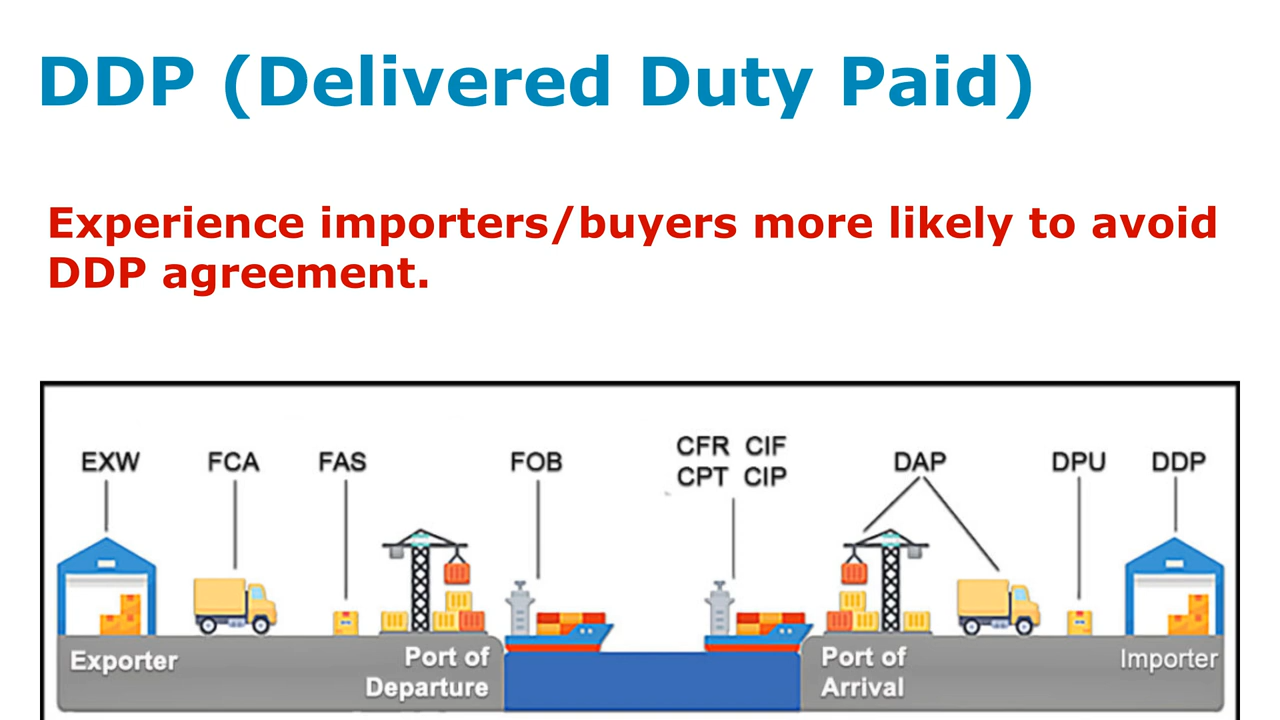 DDP (Delivered Duty Paid)
Experience importers/buyers more likely to avoid
DDP agreement.
EXW FCA FAS FOB CFR CIF DAP DPU DDP
CPT CIP
Exporter Port of Port of Importer
Departure Arrival